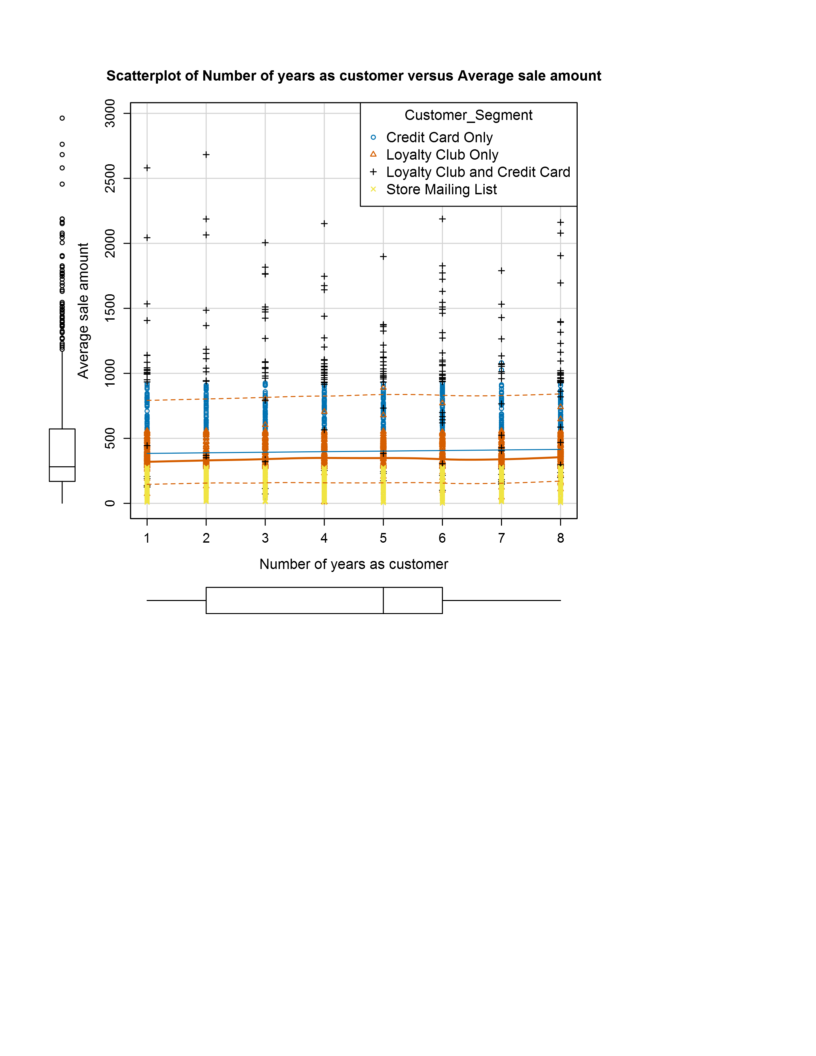 Scatterplot of Number of years as customer versus Average sale amount
Customer_Segment
Credit Card Only
Loyalty Club Only
Loyalty Club and Credit Card
Store Mailing List
3000
2500
2000
1500
1000
500
0
Average sale amount
1 2 3 4 5 6 7 8
Number of years as customer